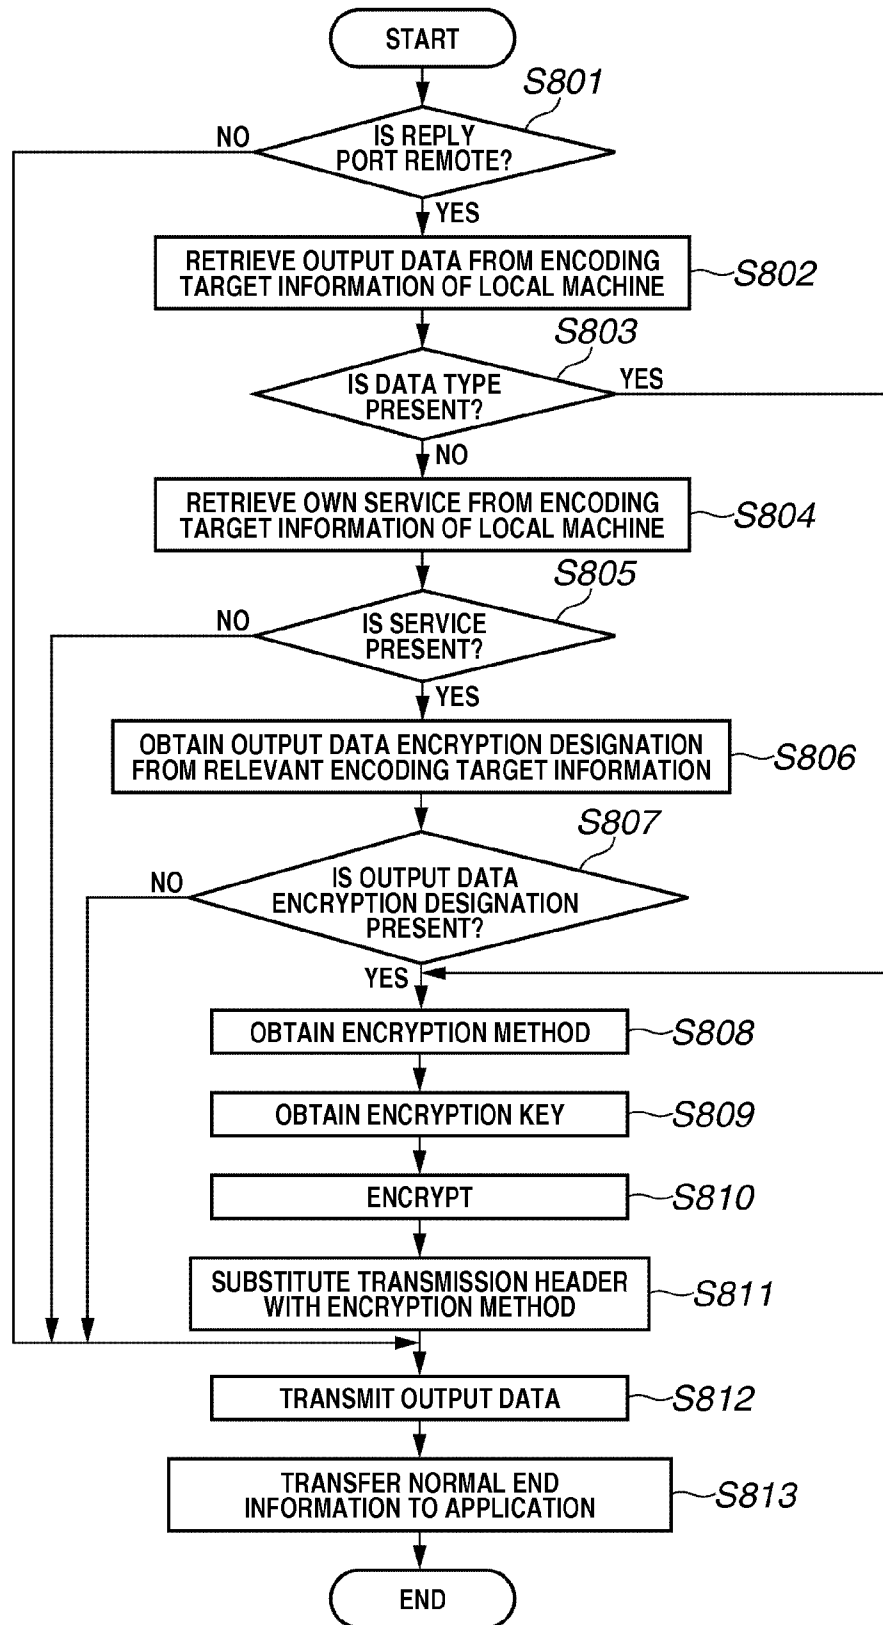 START
S801
NO
IS REPLY
PORT REMOTE?
YES
RETRIEVE OUTPUT DATA FROM ENCODING
TARGET INFORMATION OF LOCAL MACHINE
S802
S803
IS DATA TYPE
PRESENT?
YES
NO
RETRIEVE OWN SERVICE FROM ENCODING
TARGET INFORMATION OF LOCAL MACHINE
S804
S805
NO
IS SERVICE
PRESENT?
YES
OBTAIN OUTPUT DATA ENCRYPTION DESIGNATION
FROM RELEVANT ENCODING TARGET INFORMATION
S806
S807
NO
IS OUTPUT DATA
ENCRYPTION DESIGNATION
PRESENT?
YES
OBTAIN ENCRYPTION METHOD
S808
OBTAIN ENCRYPTION KEY
S809
ENCRYPT
S810
SUBSTITUTE TRANSMISSION HEADER
WITH ENCRYPTION METHOD
S811
TRANSMIT OUTPUT DATA
S812
TRANSFER NORMAL END
INFORMATION TO APPLICATION
S813
END